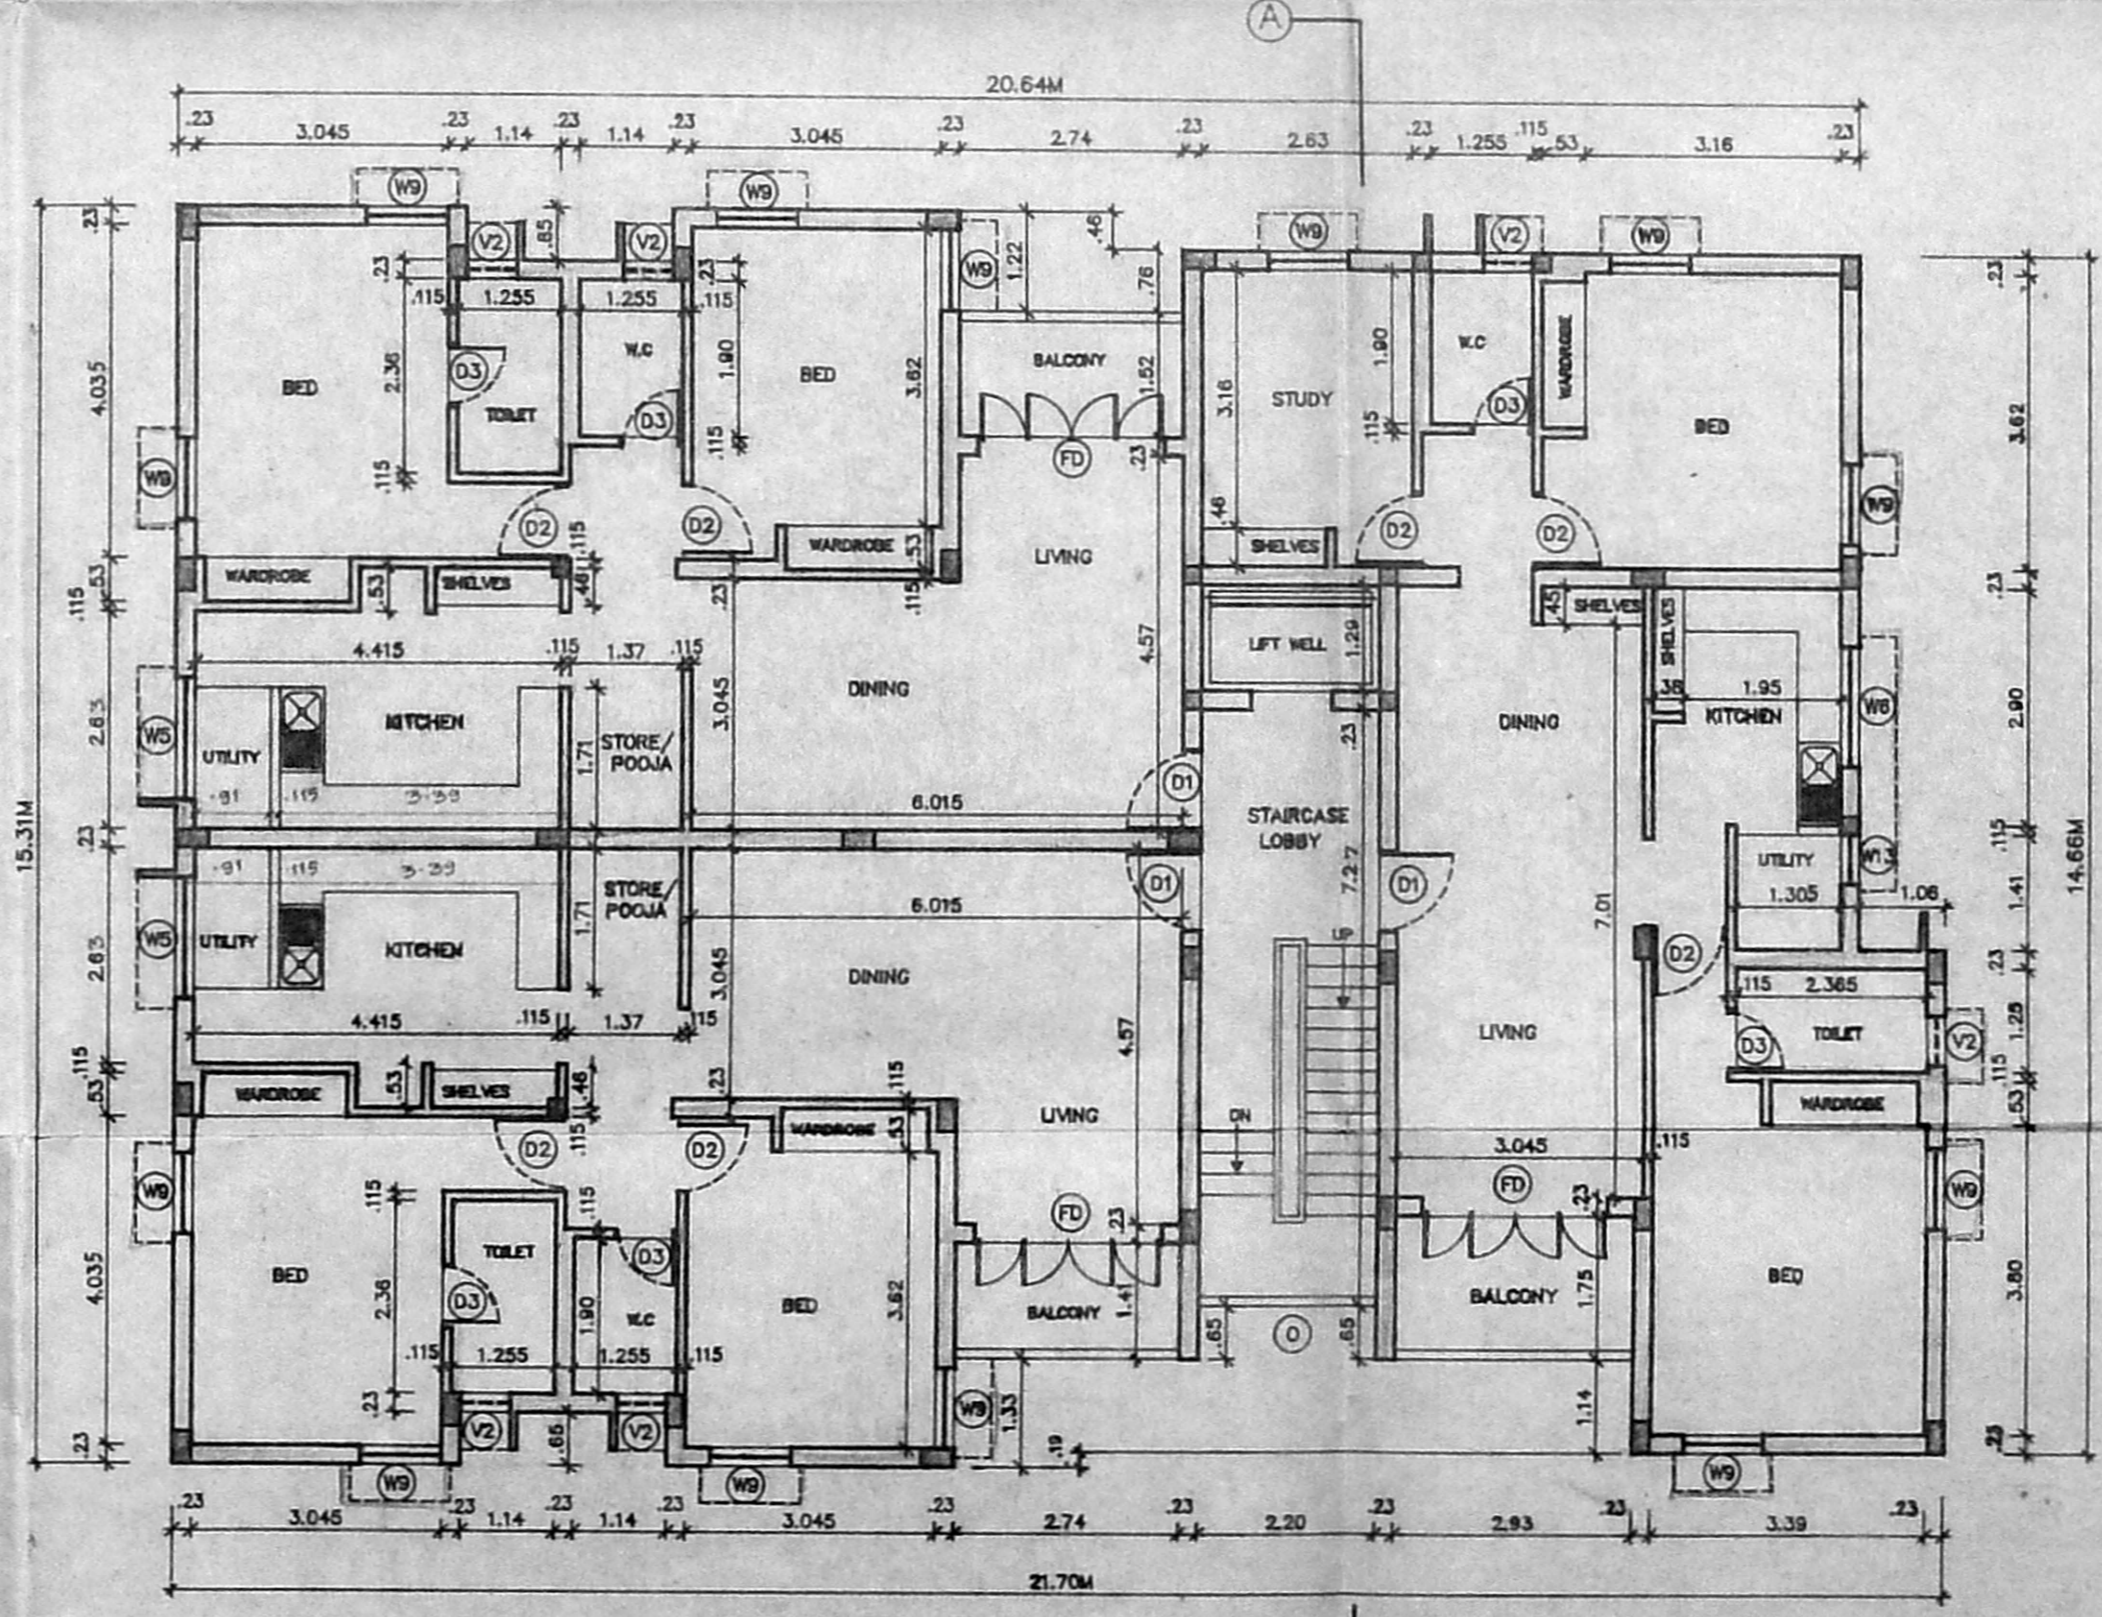 A
20.64M
.23 3.045 .23 1.14 .23 1.14 .23 3.045 .23 2.74 .23 2.63 .23 1.255 .115 .53 3.16 .23
W9 W9 W9 W9
V2 V2 V2
.23 .65 W9 1.22 .46 .76 .23
.23 .115 1.255 1.255 .115 .23
4.035 BED 2.36 D3 TOILET W.C D3 1.90 BED 3.62 BALCONY 1.52 3.16 STUDY 1.90 W.C D3 WARDROBE BED 3.62
W9 .115 .115 FD .23 .115 W9
D2 D2 .115 LIVING .46 D2 D2
WARDROBE .53 SHELVES .46 WARDROBE .53 SHELVES
.53 .115 .23 .115 .23
.45 SHELVES SHELVES
LIFT WELL 1.29
4.415 .115 1.37 .115 4.57
3.045 DINING .38 1.95
W5 2.63 UTILITY KITCHEN 1.71 STORE/
POOJA
DINING KITCHEN W6 2.90
.23
.91 .115 3.39 6.015 D1
STAIRCASE
LOBBY
15.31M .23 14.66M
.115
.91 .115 3.39 D1 7.27 D1 UTILITY W1
1.305 1.06 1.41
W5 2.63 UTILITY KITCHEN 1.71 STORE/
POOJA
6.015 7.01
3.045 DINING UP D2 .23
.115 2.365
4.415 .115 1.37 .115 4.57 LIVING D3 TOILET V2 1.25
.115 .53 WARDROBE .53 SHELVES .46 .23 .115
.115 .53 WARDROBE
WARDROBE .53 LIVING DN
D2 .115 D2 3.045 .115
W9 .115 .115 FD .23 FD .23 W9
4.035 BED 2.36 TOILET D3 D3 1.90 W.C BED 3.62 BALCONY 1.41 BALCONY 1.75 BED 3.80
.65 O .65
.115 1.255 1.255 .115
.23 V2 .65 V2 W9 1.33 .19 1.14
.23 .23
W9 W9 W9
.23 3.045 .23 1.14 .23 1.14 .23 3.045 .23 2.74 .23 2.20 .23 2.93 .23 3.39 .23
21.70M